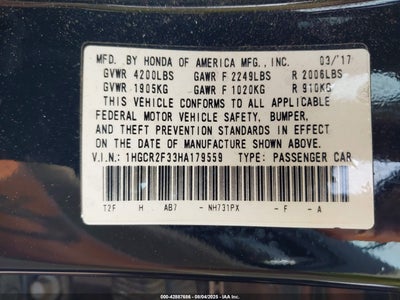 MFD. BY HONDA OF AMERICA MFG., INC. 03/'17
GVWR 4200LBS GAWR F 2249LBS R 2006LBS
GVWR 1905KG GAWR F 1020KG R 910KG
THIS VEHICLE CONFORMS TO ALL APPLICABLE
FEDERAL MOTOR VEHICLE SAFETY, BUMPER,
AND THEFT PREVENTION STANDARDS IN EFFECT
ON THE DATE OF MANUFACTURE SHOWN ABOVE.
V.I.N.: 1HGCR2F33HA179559 TYPE: PASSENGER CAR
T2F H AB7 - NH731PX - F - A
000-42887686 - 08/04/2025 - IAA Inc.